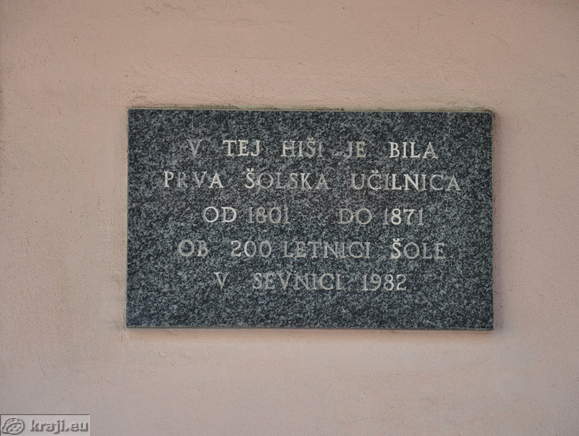 V TEJ HIŠI JE BILA
PRVA ŠOLSKA UČILNICA
OD 1801 DO 1871
OB 200 LETNICI ŠOLE
V SEVNICI 1982
kraji.eu